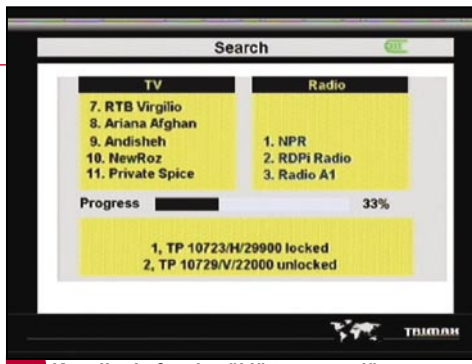 Search
TV
Radio
7. RTB Virgilio
8. Ariana Afghan
9. Andisheh
10. NewRoz
11. Private Spice
1. NPR
2. RDPi Radio
3. Radio A1
Progress
33%
1, TP 10723/H/29900 locked
2, TP 10729/V/22000 unlocked
TRIMAX